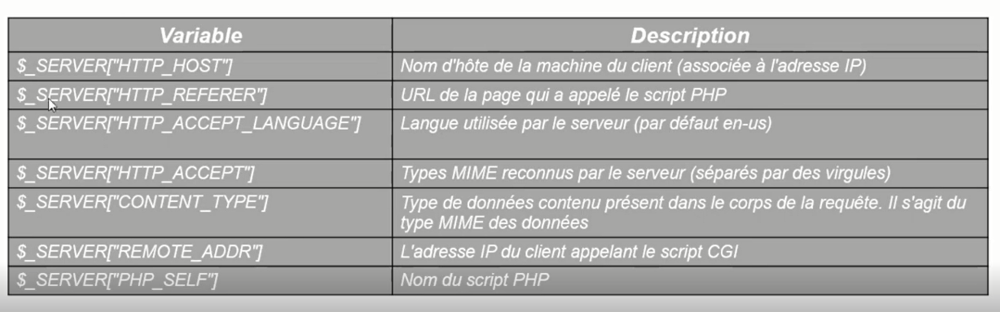 Variable Description
$_SERVER["HTTP_HOST"] Nom d'hôte de la machine du client (associée à l'adresse IP)
$_SERVER["HTTP_REFERER"] URL de la page qui a appelé le script PHP
$_SERVER["HTTP_ACCEPT_LANGUAGE"] Langue utilisée par le serveur (par défaut en-us)
$_SERVER["HTTP_ACCEPT"] Types MIME reconnus par le serveur (séparés par des virgules)
$_SERVER["CONTENT_TYPE"] Type de données contenu présent dans le corps de la requête. Il s'agit du
type MIME des données
$_SERVER["REMOTE_ADDR"] L'adresse IP du client appelant le script CGI
$_SERVER["PHP_SELF"] Nom du script PHP